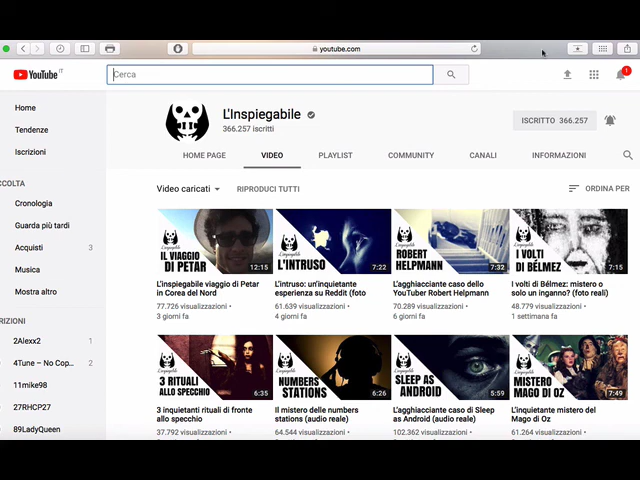 youtube.com
YouTube IT
Cerca
1
Home
Tendenze
Iscrizioni
CCOLTA
Cronologia
Guarda più tardi
Acquisti 3
Musica
Mostra altro
RIZIONI
2Alexx2 1
4Tune – No Cop... 2
11mike98
27RHCP27
89LadyQueen
L'Inspiegabile
366.257 iscritti
ISCRITTO 366.257
HOME PAGE VIDEO PLAYLIST COMMUNITY CANALI INFORMAZIONI
Video caricati RIPRODUCI TUTTI ORDINA PER
IL VIAGGIO
DI PETAR
12:15
L'inspiegabile viaggio di Petar
in Corea del Nord
77.726 visualizzazioni •
3 giorni fa
L'INTRUSO
7:22
L'intruso: un'inquietante
esperienza su Reddit (foto
61.639 visualizzazioni •
4 giorni fa
ROBERT
HELPMANN
7:32
L'agghiacciante caso dello
YouTuber Robert Helpmann
70.289 visualizzazioni •
6 giorni fa
I VOLTI
DI BÉLMEZ
7:15
I volti di Bélmez: mistero o
solo un inganno? (foto reali)
48.779 visualizzazioni •
1 settimana fa
3 RITUALI
ALLO SPECCHIO
6:35
3 inquietanti rituali di fronte
allo specchio
37.792 visualizzazioni •
NUMBERS
STATIONS
6:26
Il mistero delle numbers
stations (audio reale)
64.544 visualizzazioni •
SLEEP AS
ANDROID
5:59
L'agghiacciante caso di Sleep
as Android (audio reale)
102.362 visualizzazioni •
MISTERO
MAGO DI OZ
7:49
L'inquietante mistero del
Mago di Oz
61.264 visualizzazioni •